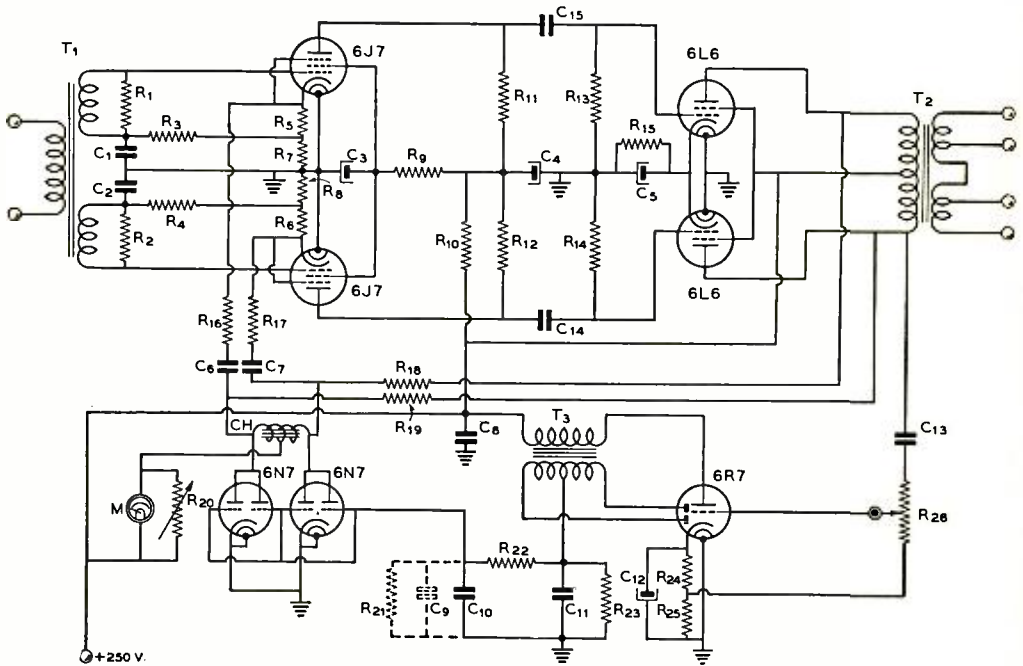 T1
R1
R3
C1
C2
R4
R2
6J7
R5
R7
R8
R6
6J7
C3
R9
R10
R11
R12
C15
R13
C4
R14
C14
R15
C5
6L6
6L6
T2
R16
R17
C6
C7
R18
R19
CH
C8
T3
6N7
6N7
M
R20
6R7
C13
R26
R22
R21
C9
C10
C11
R23
C12
R24
R25
+250 V.